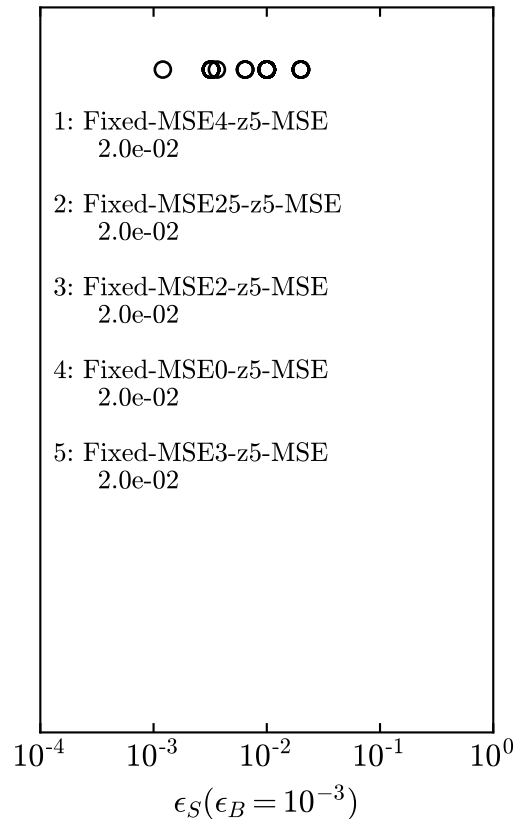 1: Fixed-MSE4-z5-MSE
2.0e-02
2: Fixed-MSE25-z5-MSE
2.0e-02
3: Fixed-MSE2-z5-MSE
2.0e-02
4: Fixed-MSE0-z5-MSE
2.0e-02
5: Fixed-MSE3-z5-MSE
2.0e-02
10⁻⁴ 10⁻³ 10⁻² 10⁻¹ 10⁰
ϵ_S(ϵ_B = 10⁻³)